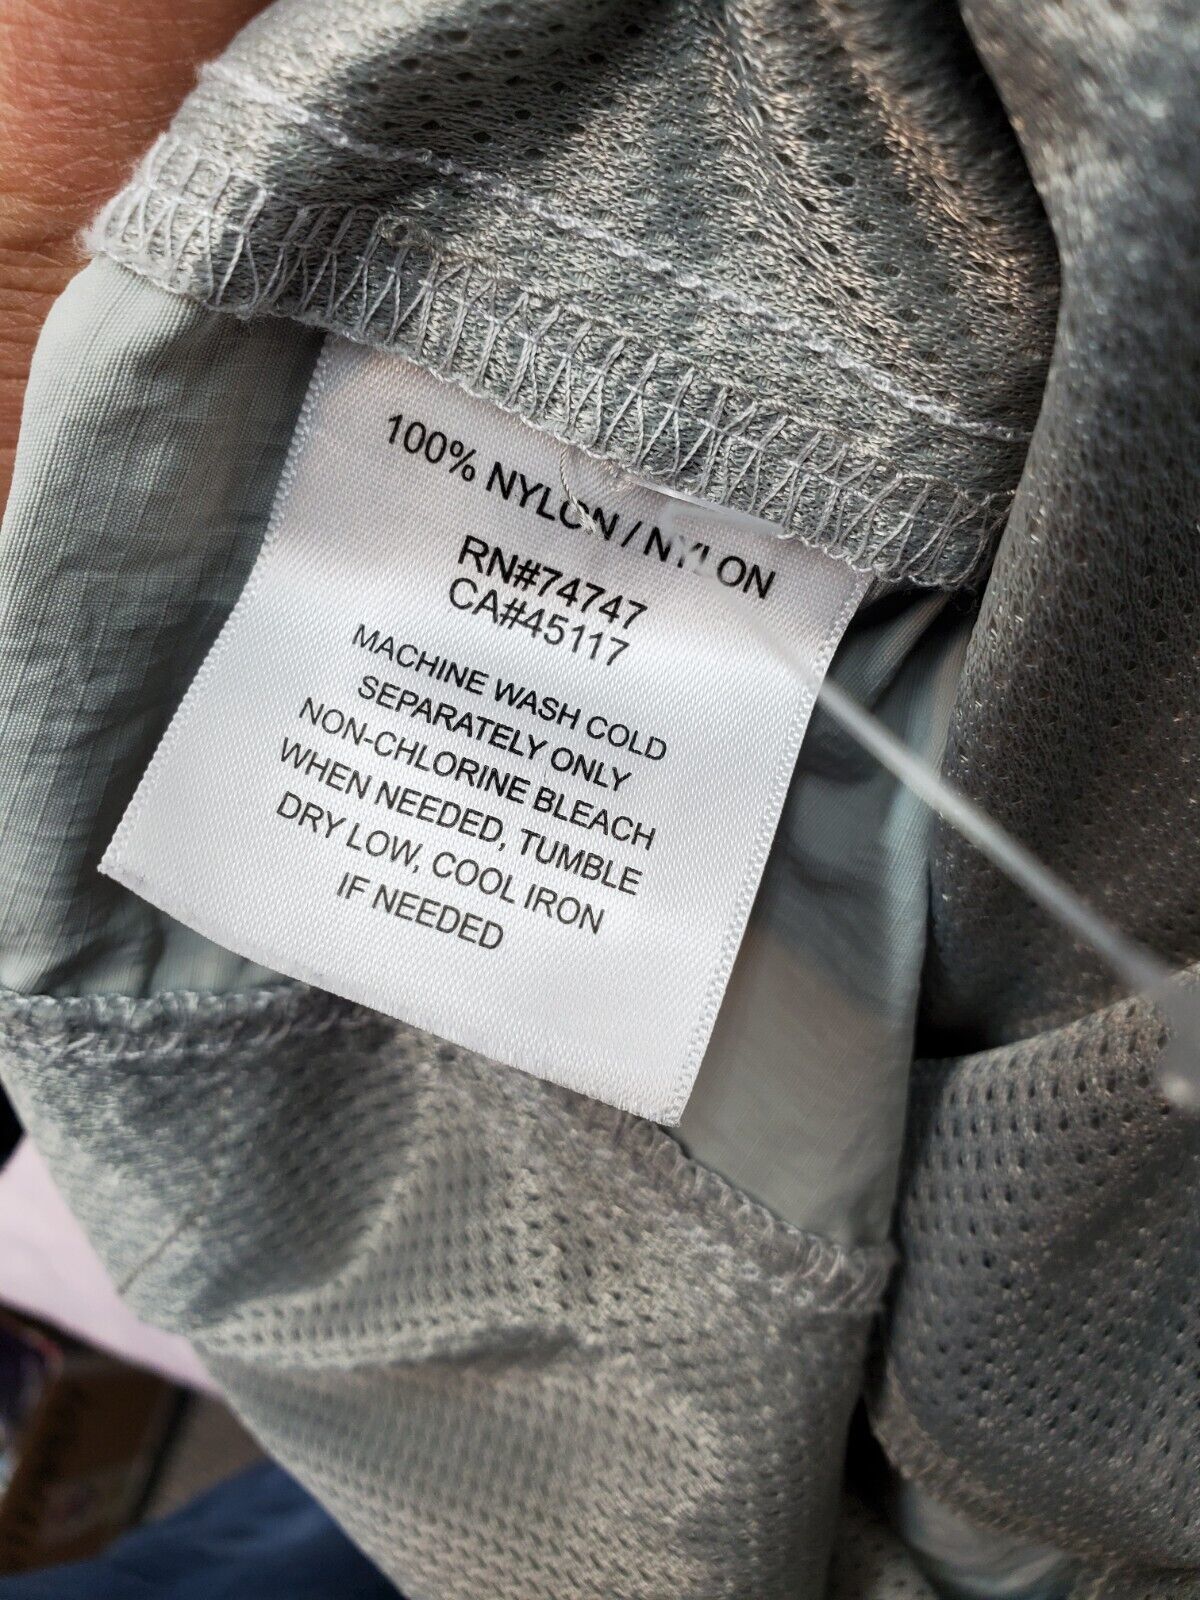 100% NYLON / NYLON
RN#74747
CA#45117
MACHINE WASH COLD
SEPARATELY ONLY
NON-CHLORINE BLEACH
WHEN NEEDED, TUMBLE
DRY LOW, COOL IRON
IF NEEDED